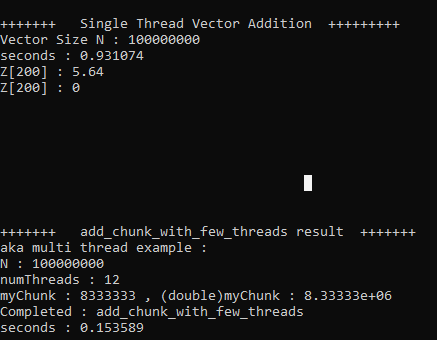 +++++++   Single Thread Vector Addition  +++++++++
Vector Size N : 100000000
seconds : 0.931074
Z[200] : 5.64
Z[200] : 0
+++++++   add_chunk_with_few_threads result  +++++++
aka multi thread example :
N : 100000000
numThreads : 12
myChunk : 8333333 , (double)myChunk : 8.33333e+06
Completed : add_chunk_with_few_threads
seconds : 0.153589